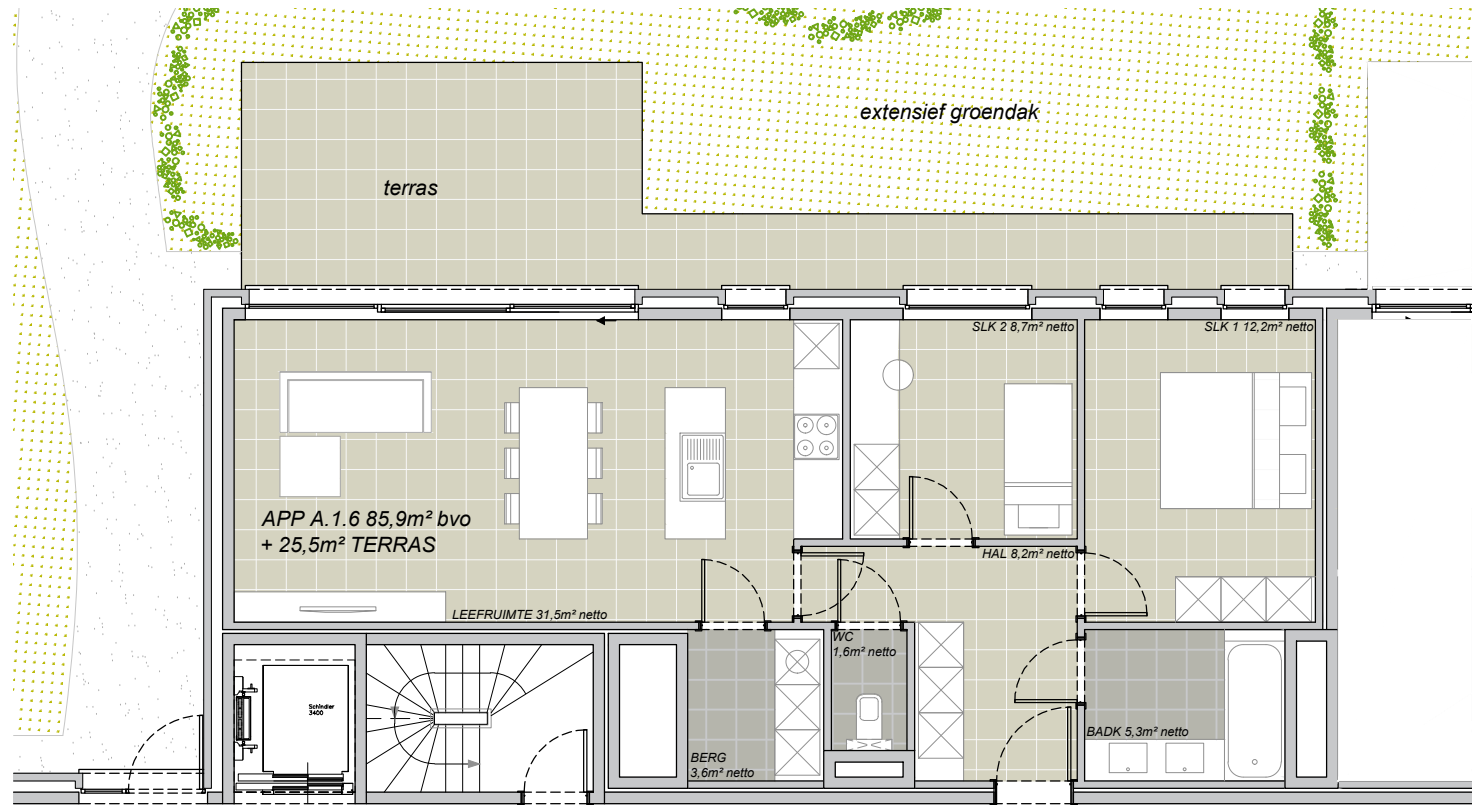 extensief groendak
terras
SLK 2 8,7m² netto
SLK 1 12,2m² netto
APP A.1.6 85,9m² bvo
+ 25,5m² TERRAS
HAL 8,2m² netto
LEEFRUIMTE 31,5m² netto
WC
1,6m² netto
Schindler
3400
BADK 5,3m² netto
BERG
3,6m² netto